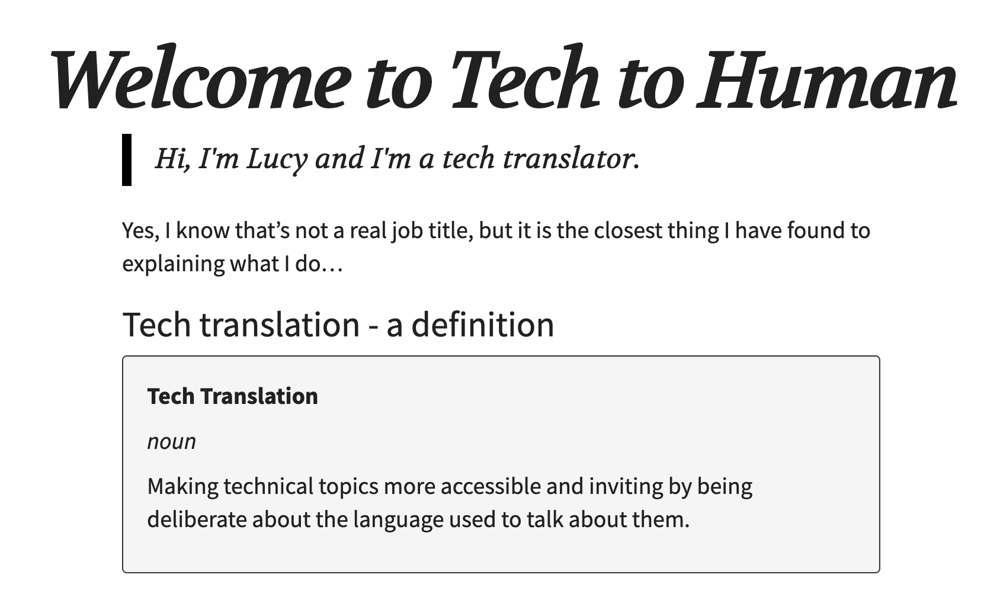 Welcome to Tech to Human
Hi, I'm Lucy and I'm a tech translator.
Yes, I know that’s not a real job title, but it is the closest thing I have found to
explaining what I do…
Tech translation - a definition
Tech Translation
noun
Making technical topics more accessible and inviting by being
deliberate about the language used to talk about them.